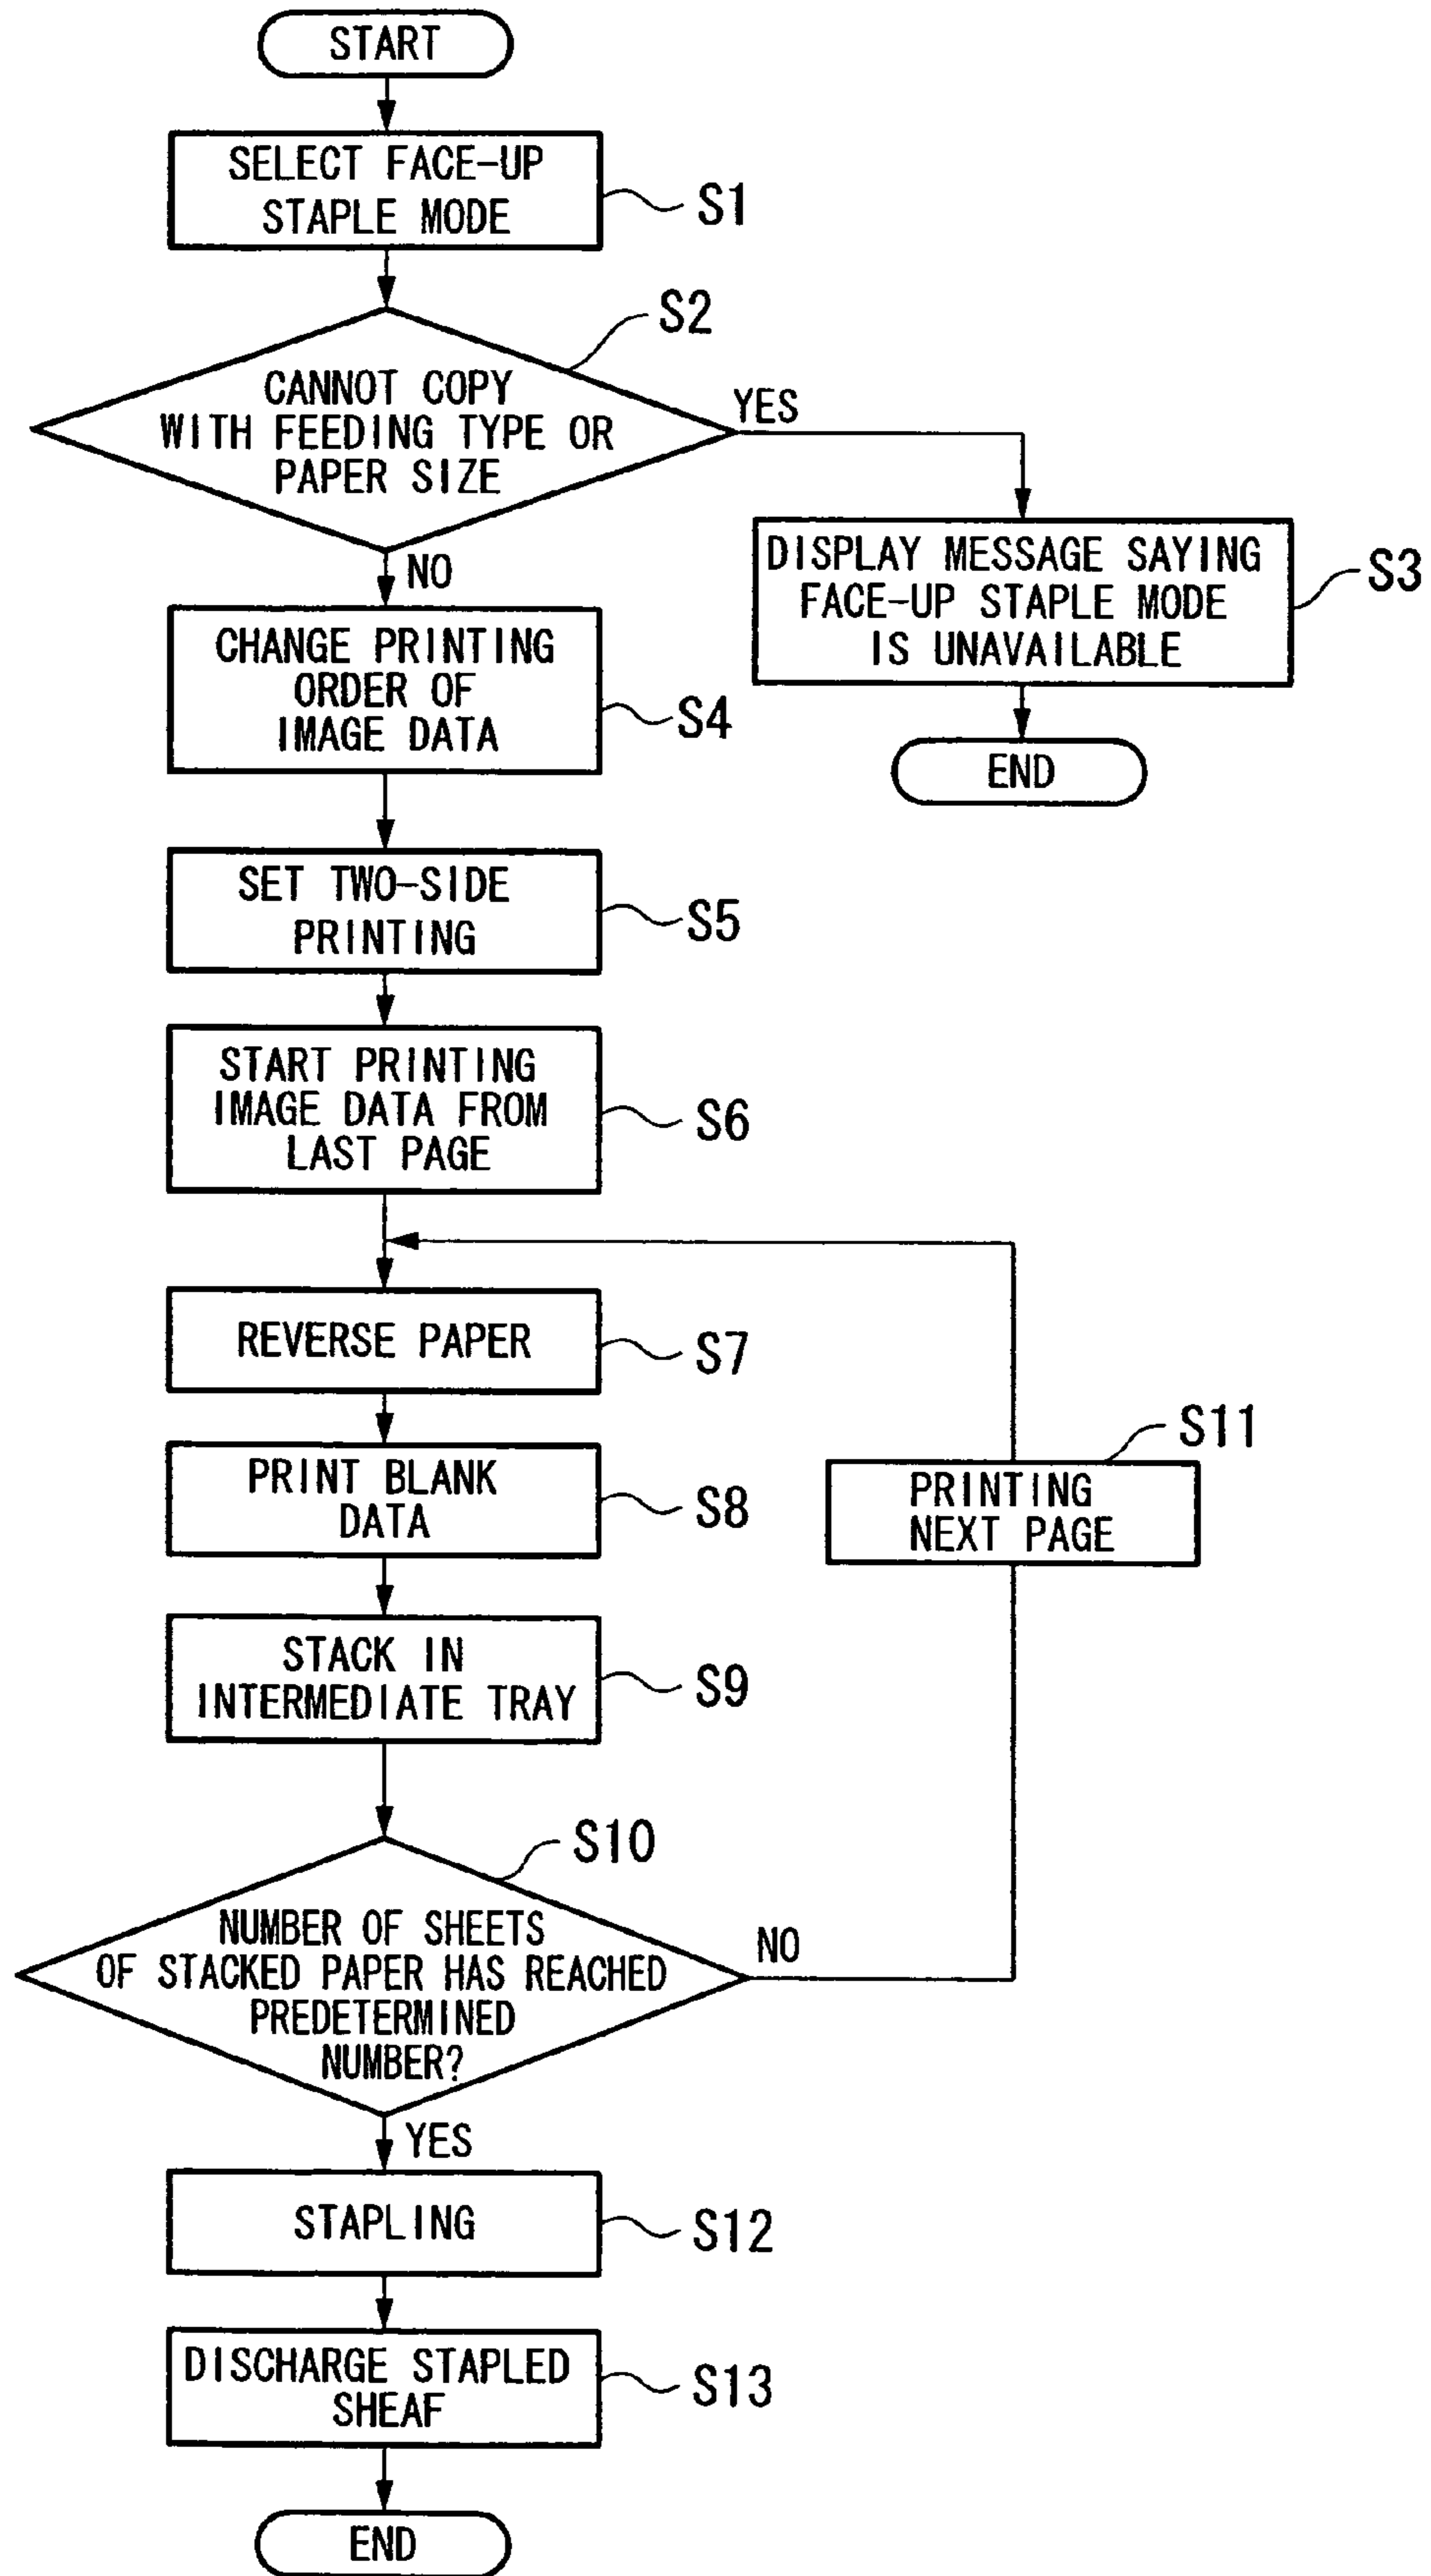 START
SELECT FACE-UP
STAPLE MODE
S1
S2
CANNOT COPY
WITH FEEDING TYPE OR
PAPER SIZE
YES
NO
DISPLAY MESSAGE SAYING
FACE-UP STAPLE MODE
IS UNAVAILABLE
S3
END
CHANGE PRINTING
ORDER OF
IMAGE DATA
S4
SET TWO-SIDE
PRINTING
S5
START PRINTING
IMAGE DATA FROM
LAST PAGE
S6
REVERSE PAPER
S7
PRINT BLANK
DATA
S8
S11
PRINTING
NEXT PAGE
STACK IN
INTERMEDIATE TRAY
S9
S10
NUMBER OF SHEETS
OF STACKED PAPER HAS REACHED
PREDETERMINED
NUMBER?
NO
YES
STAPLING
S12
DISCHARGE STAPLED
SHEAF
S13
END